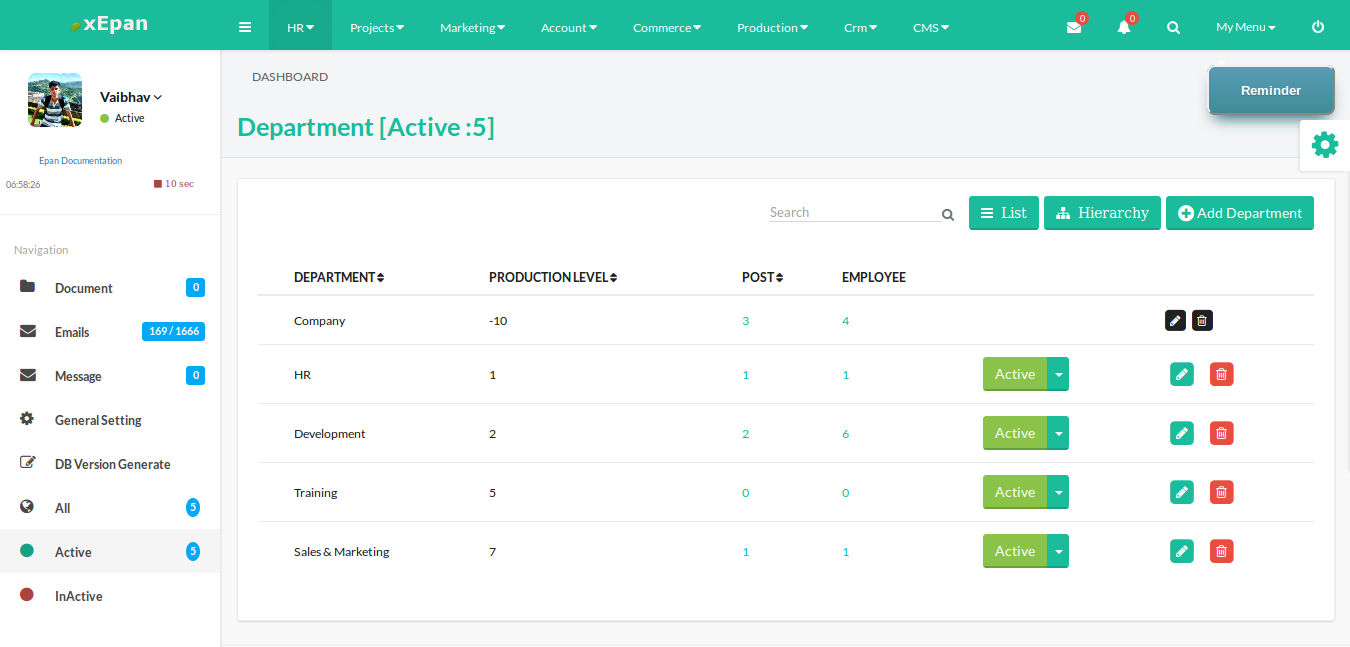 xEpan
HR Projects Marketing Account Commerce Production Crm CMS 0 0 My Menu
Vaibhav
Active
Epan Documentation
06:58:26 10 sec
Navigation
Document 0
Emails 169 / 1666
Message 0
General Setting
DB Version Generate
All 5
Active 5
InActive
DASHBOARD
Reminder
Department [Active :5]
Search List Hierarchy Add Department
DEPARTMENT PRODUCTION LEVEL POST EMPLOYEE
Company -10 3 4
HR 1 1 1 Active
Development 2 2 6 Active
Training 5 0 0 Active
Sales & Marketing 7 1 1 Active